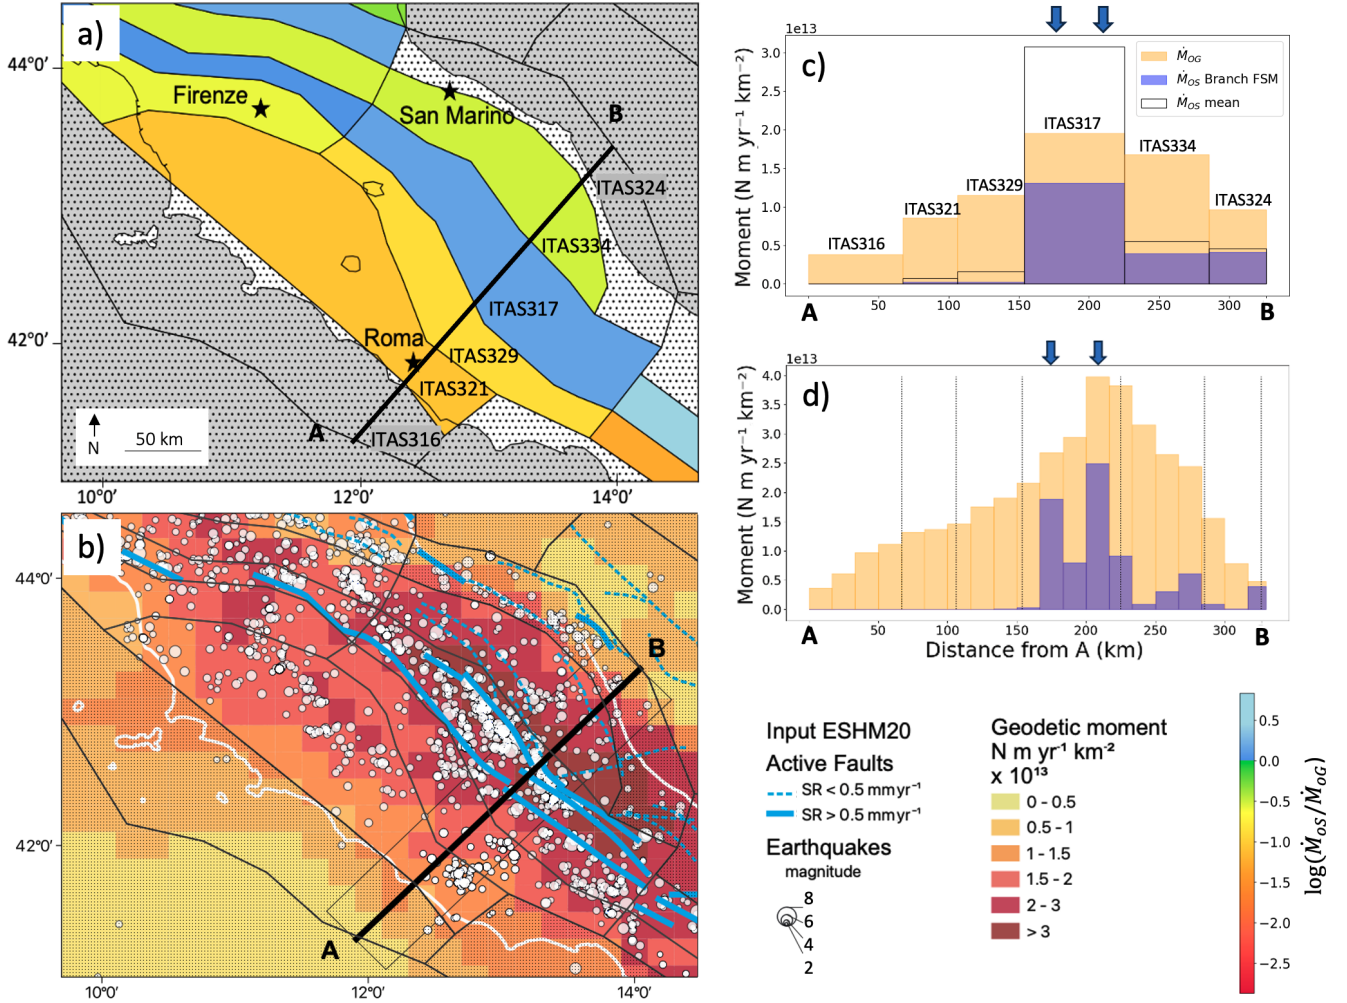 a)
44°0'
42°0'
10°0'
12°0'
14°0'
Firenze
San Marino
Roma
B
A
ITAS324
ITAS334
ITAS317
ITAS329
ITAS321
ITAS316
N
50 km
b)
44°0'
42°0'
10°0'
12°0'
14°0'
B
A
c)
1e13
Moment (N m yr⁻¹ km⁻²)
3.0
2.5
2.0
1.5
1.0
0.5
0.0
ITAS316
ITAS321
ITAS329
ITAS317
ITAS334
ITAS324
Ṁ_OG
Ṁ_OS Branch FSM
Ṁ_OS mean
A
50
100
150
200
250
300
B
d)
1e13
Moment (N m yr⁻¹ km⁻²)
4.0
3.5
3.0
2.5
2.0
1.5
1.0
0.5
0.0
A
50
100
150
200
250
300
B
Distance from A (km)
Input ESHM20
Active Faults
SR < 0.5 mm yr⁻¹
SR > 0.5 mm yr⁻¹
Earthquakes
magnitude
8
6
4
2
Geodetic moment
N m yr⁻¹ km⁻²
x 10¹³
0 - 0.5
0.5 - 1
1 - 1.5
1.5 - 2
2 - 3
> 3
0.5
0.0
−0.5
−1.0
−1.5
−2.0
−2.5
log(Ṁ_OS/Ṁ_OG)